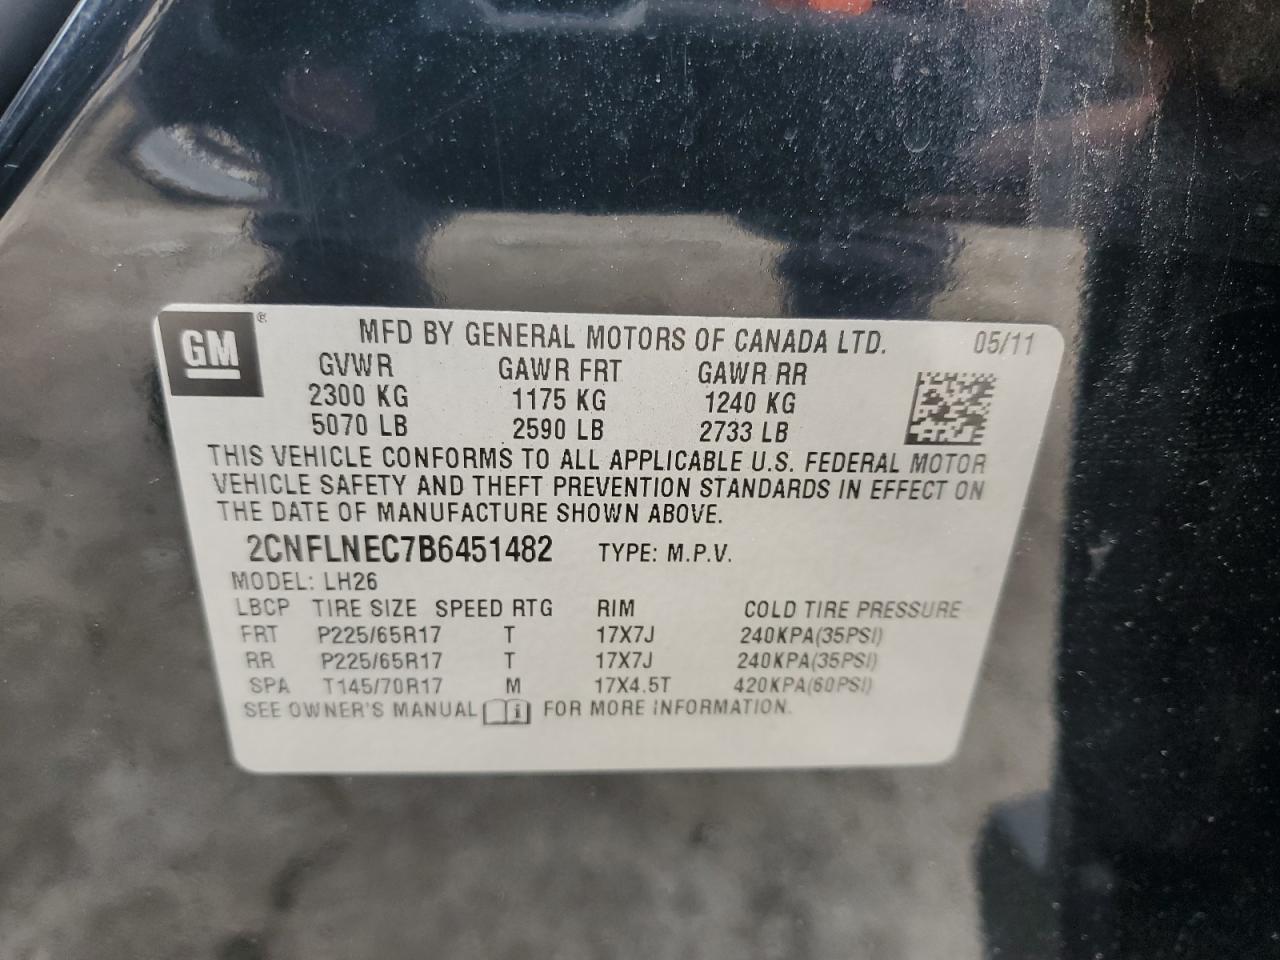 GM®
MFD BY GENERAL MOTORS OF CANADA LTD. 05/11
GVWR GAWR FRT GAWR RR
2300 KG 1175 KG 1240 KG
5070 LB 2590 LB 2733 LB
THIS VEHICLE CONFORMS TO ALL APPLICABLE U.S. FEDERAL MOTOR
VEHICLE SAFETY AND THEFT PREVENTION STANDARDS IN EFFECT ON
THE DATE OF MANUFACTURE SHOWN ABOVE.
2CNFLNEC7B6451482 TYPE: M.P.V.
MODEL: LH26
LBCP TIRE SIZE SPEED RTG RIM COLD TIRE PRESSURE
FRT P225/65R17 T 17X7J 240KPA(35PSI)
RR P225/65R17 T 17X7J 240KPA(35PSI)
SPA T145/70R17 M 17X4.5T 420KPA(60PSI)
SEE OWNER'S MANUAL i FOR MORE INFORMATION.